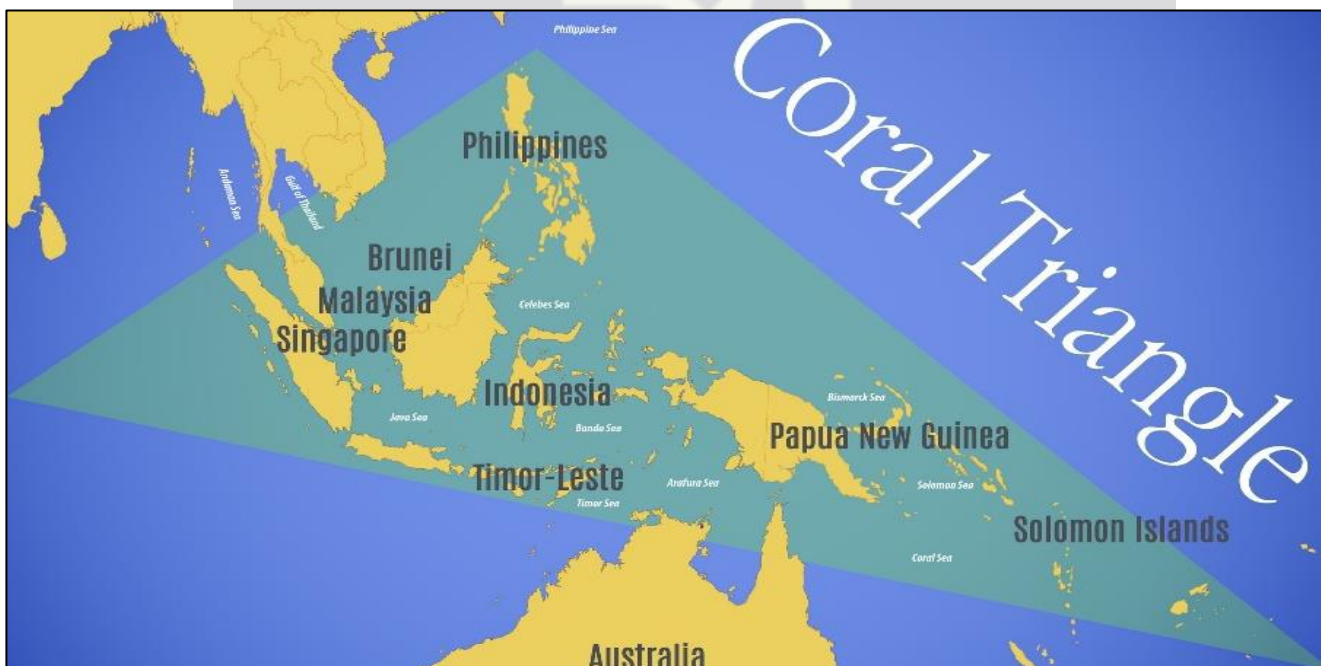 Philippine Sea
Coral Triangle
Philippines
Andaman Sea
Gulf of Thailand
Brunei
Malaysia
Celebes Sea
Singapore
Indonesia
Bismarck Sea
Java Sea
Banda Sea
Papua New Guinea
Timor-Leste
Arafura Sea
Solomon Sea
Timor Sea
Solomon Islands
Coral Sea
Australia